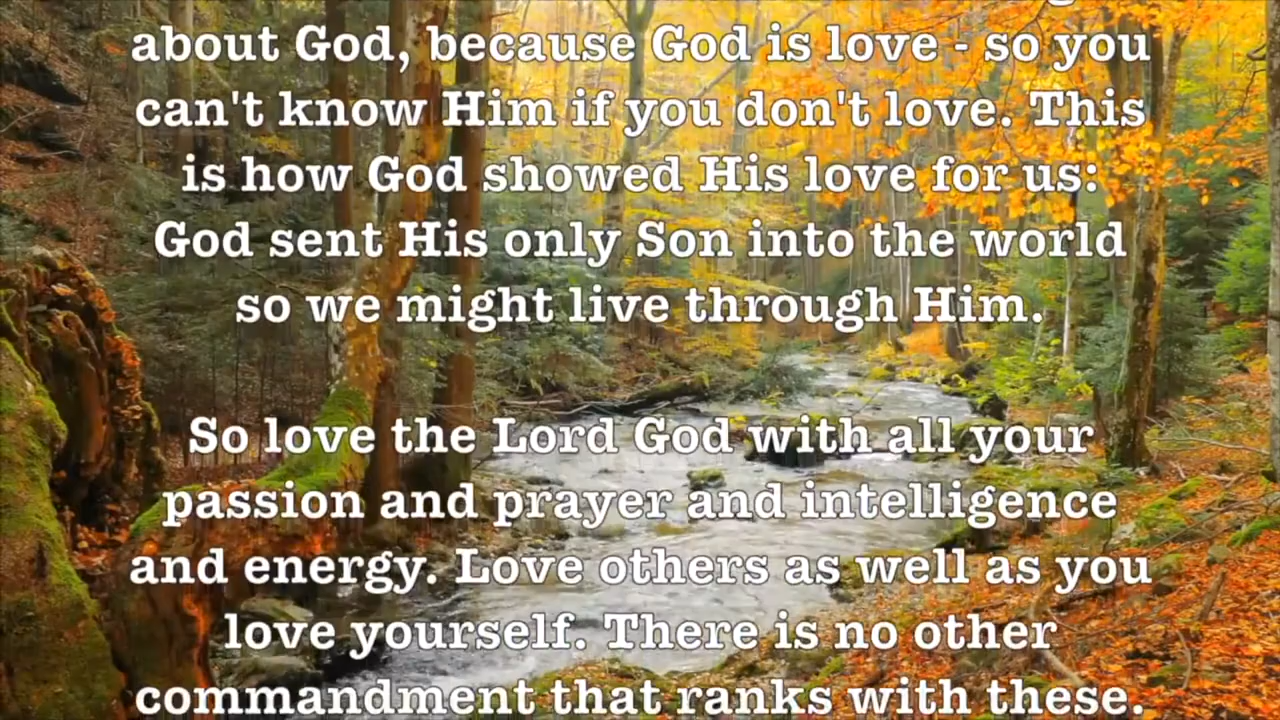 about God, because God is love - so you
can't know Him if you don't love. This
is how God showed His love for us:
God sent His only Son into the world
so we might live through Him.
So love the Lord God with all your
passion and prayer and intelligence
and energy. Love others as well as you
love yourself. There is no other
commandment that ranks with these.